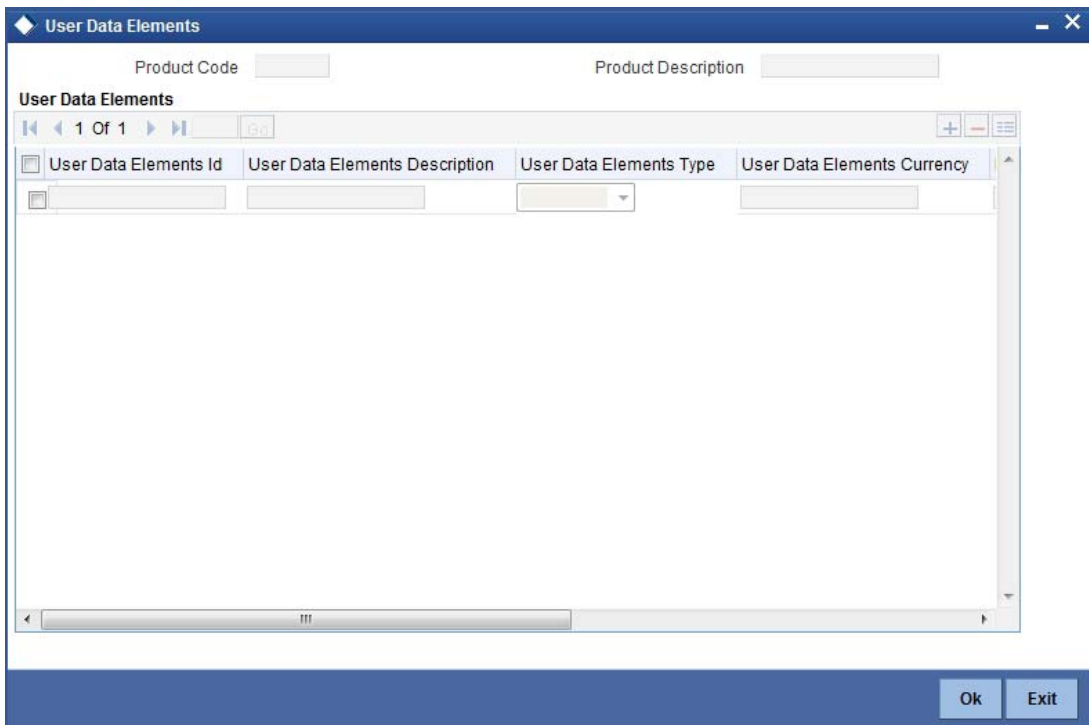 User Data Elements
Product Code Product Description
User Data Elements
1 Of 1 Go
User Data Elements Id User Data Elements Description User Data Elements Type User Data Elements Currency
Ok Exit